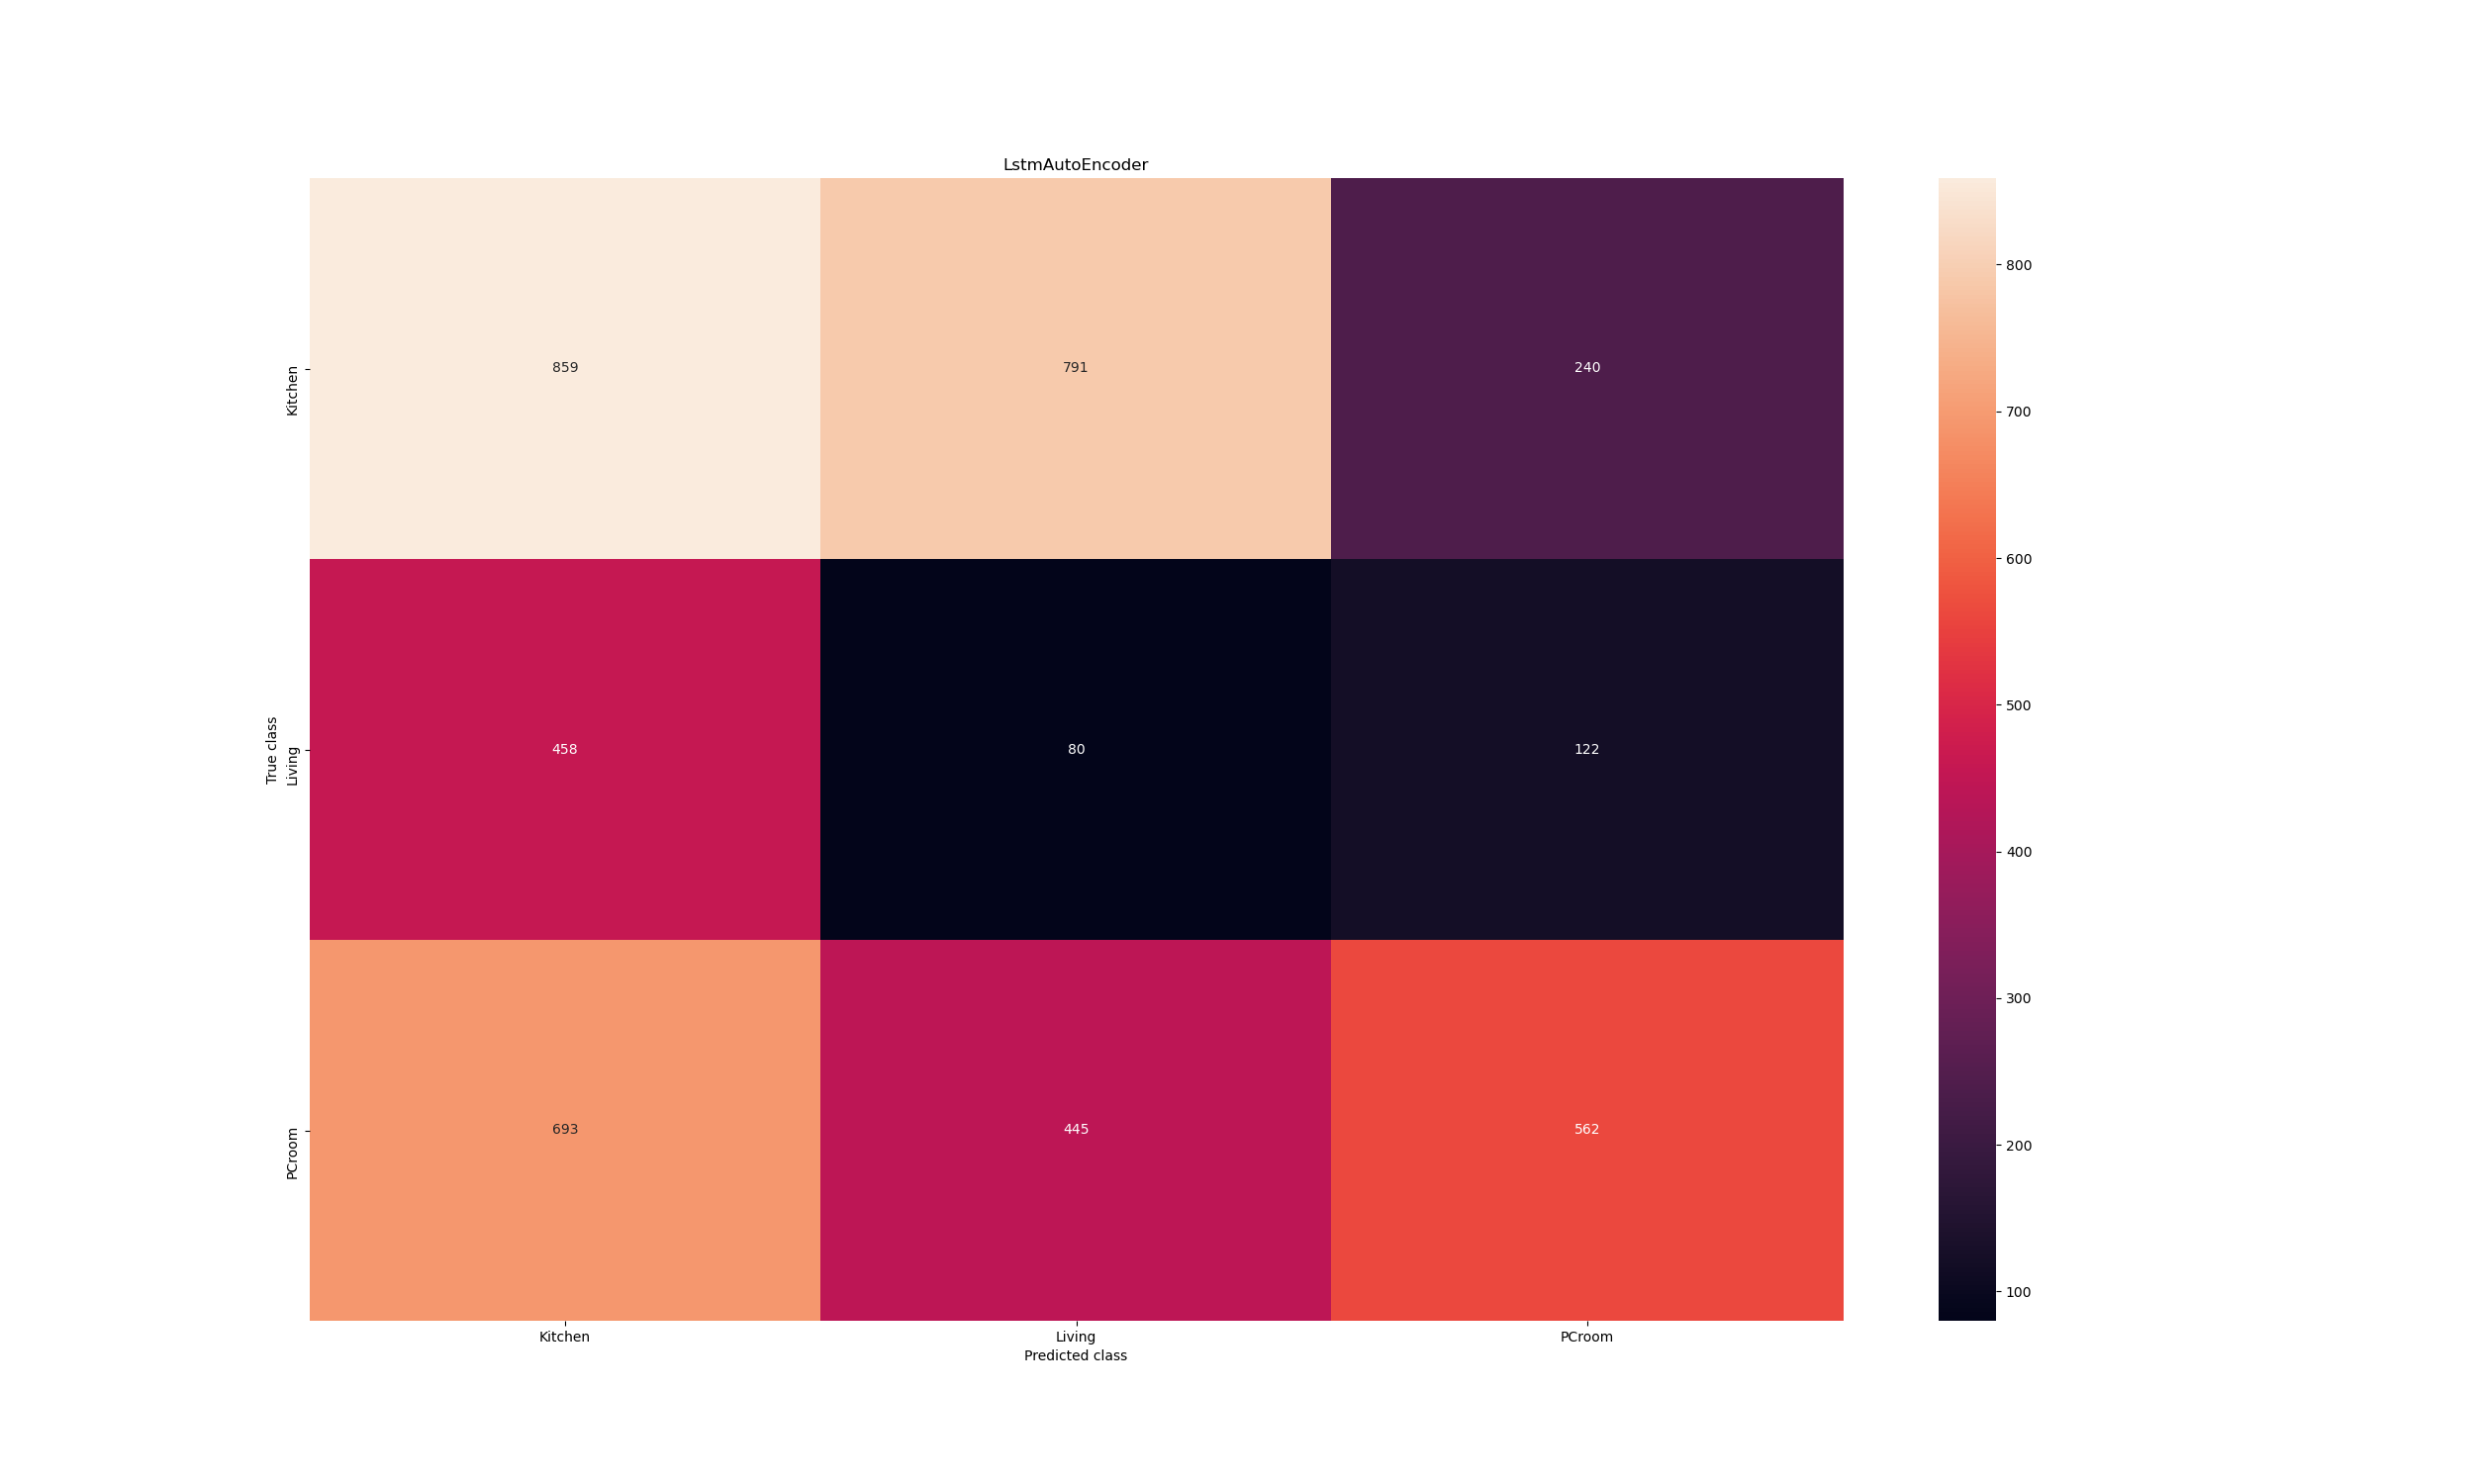 LstmAutoEncoder
Kitchen
859 791 240
800
700
600
True class
Living
458 80 122
500
400
PCroom
693 445 562
300
200
100
Kitchen Living PCroom
Predicted class